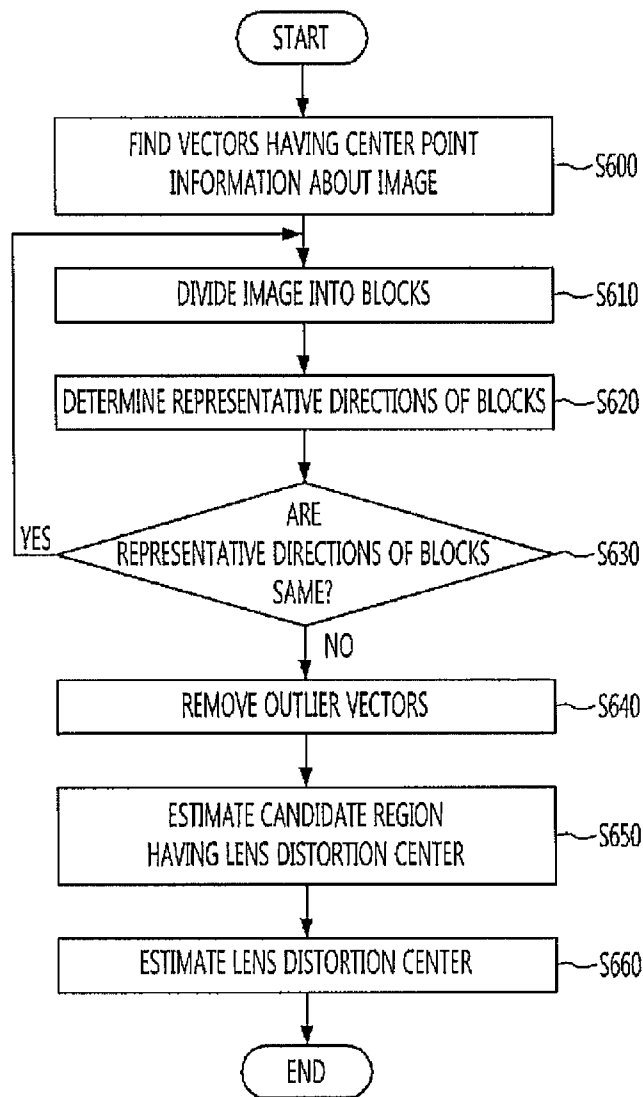 START
FIND VECTORS HAVING CENTER POINT
INFORMATION ABOUT IMAGE
S600
DIVIDE IMAGE INTO BLOCKS
S610
DETERMINE REPRESENTATIVE DIRECTIONS OF BLOCKS
S620
ARE
REPRESENTATIVE DIRECTIONS OF BLOCKS
SAME?
S630
YES
NO
REMOVE OUTLIER VECTORS
S640
ESTIMATE CANDIDATE REGION
HAVING LENS DISTORTION CENTER
S650
ESTIMATE LENS DISTORTION CENTER
S660
END